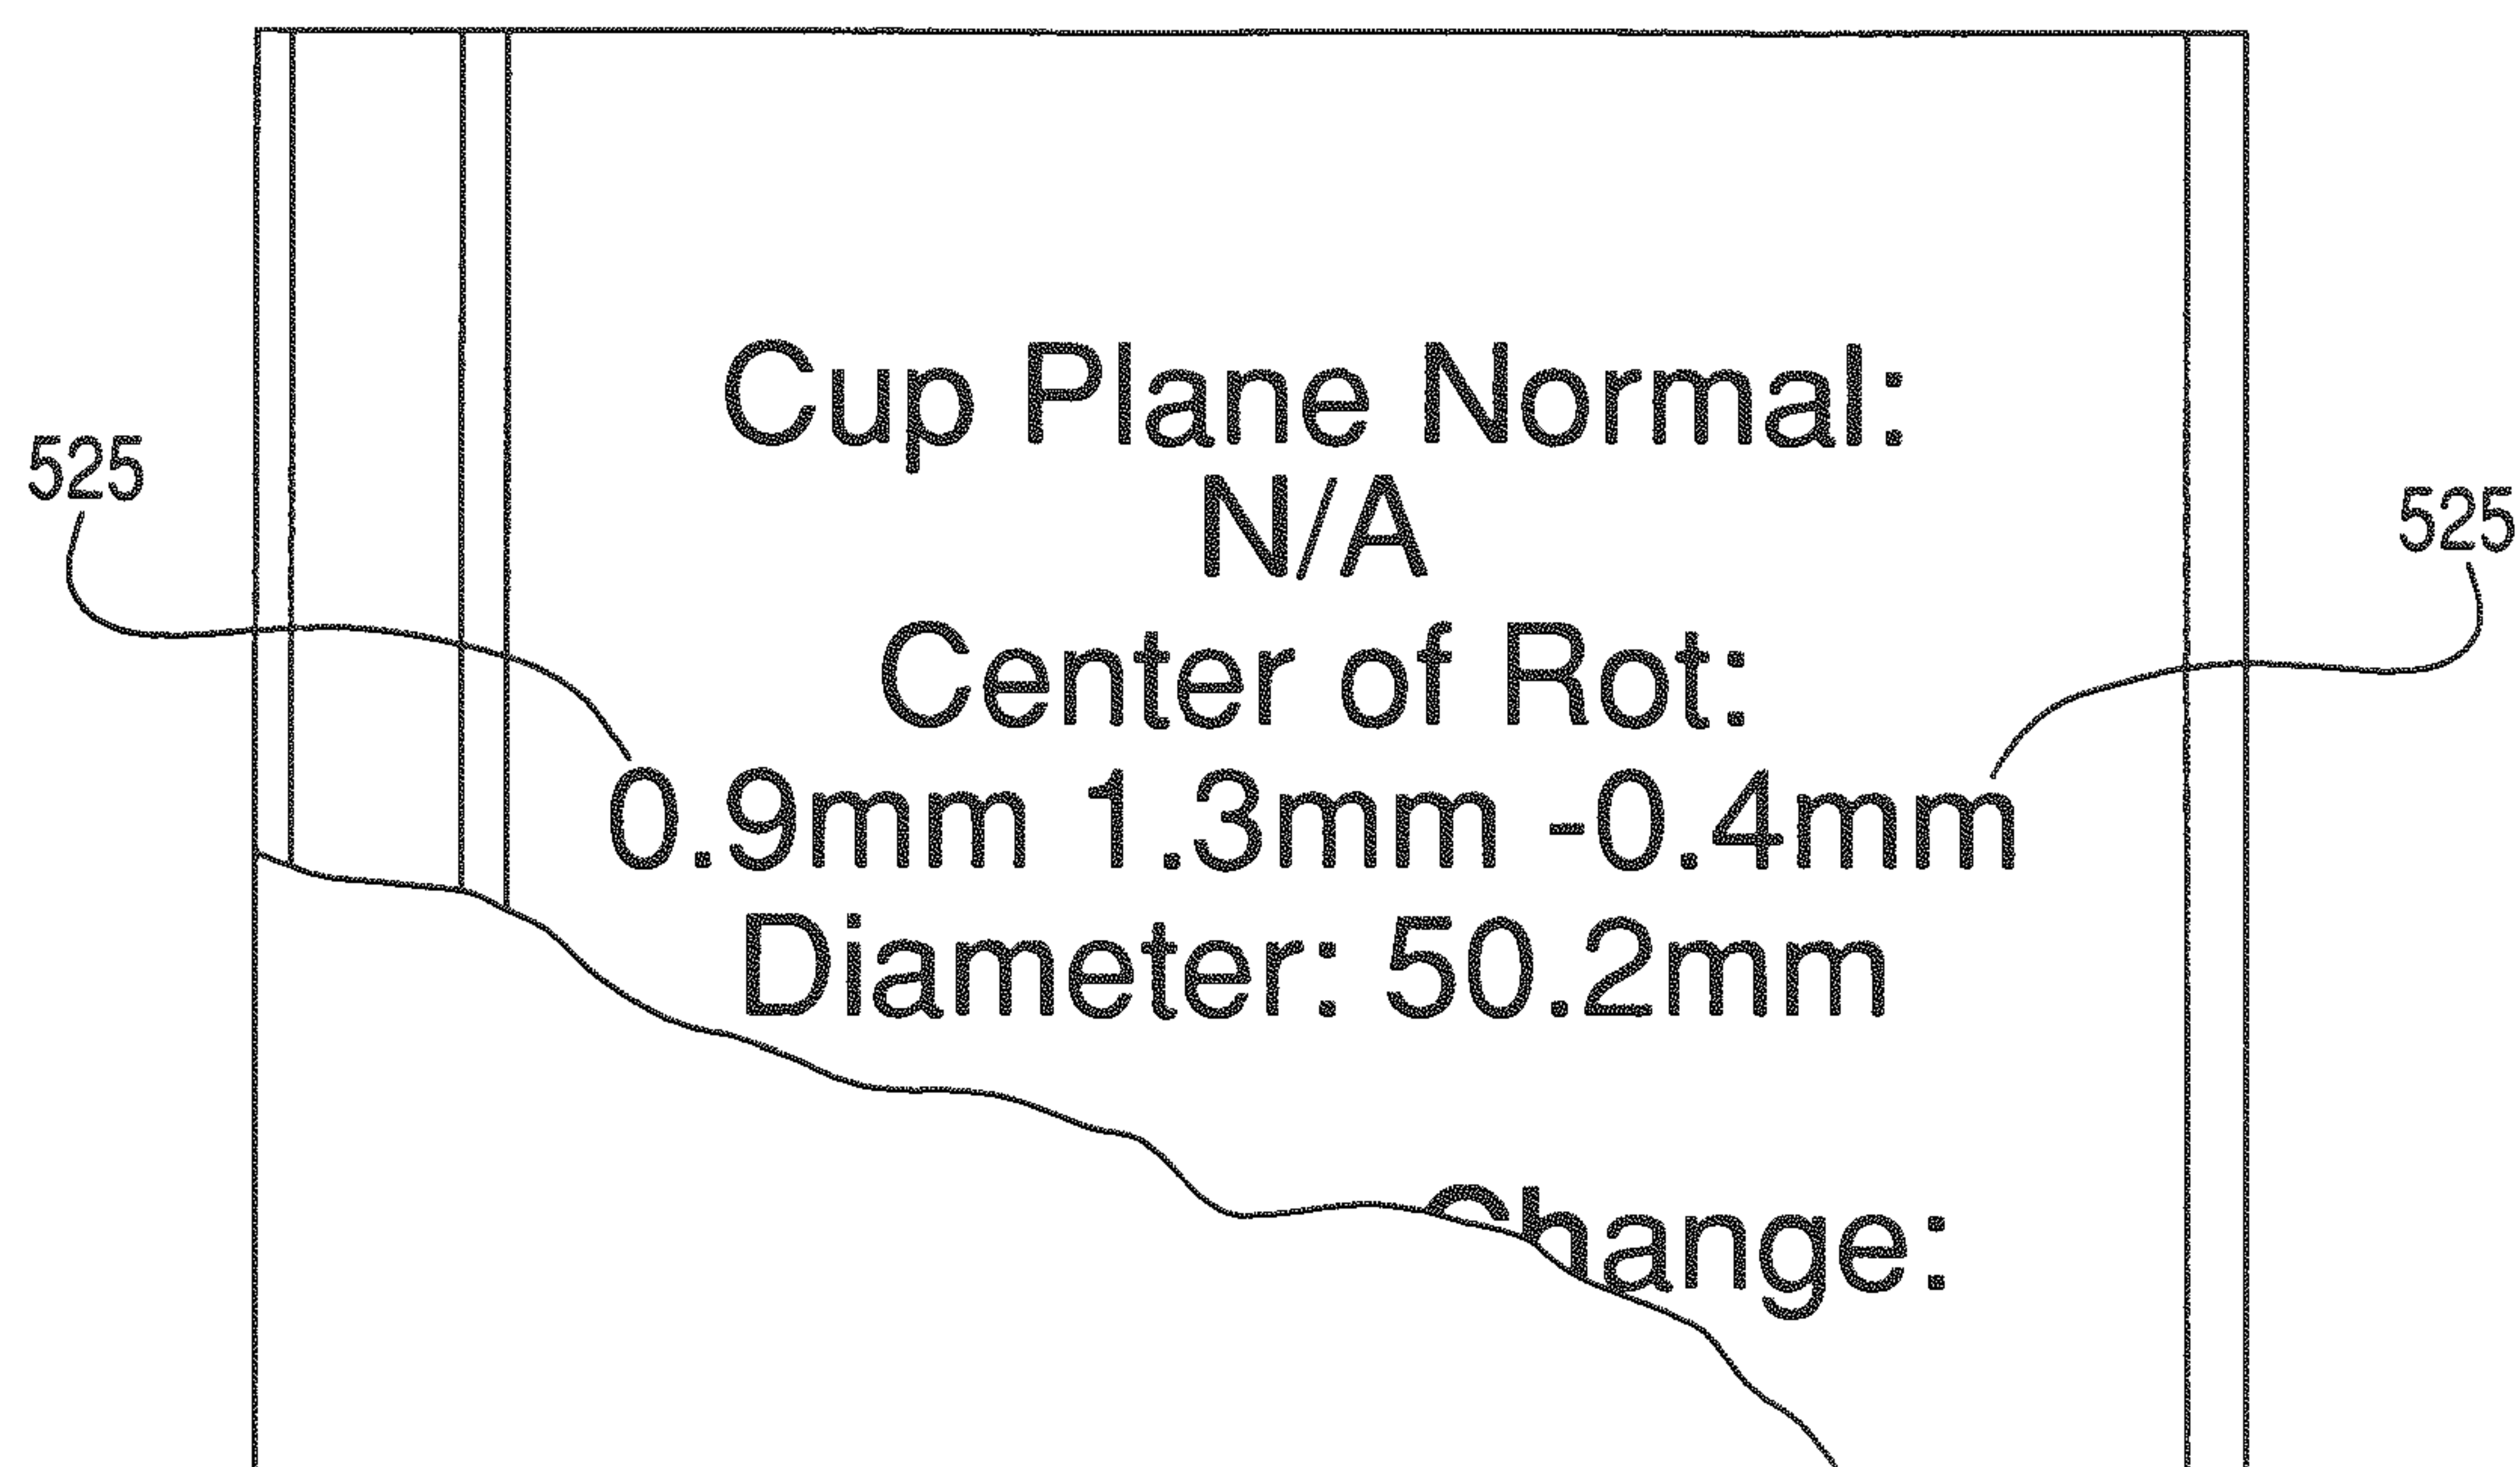 Cup Plane Normal:
525
N/A
525
Center of Rot:
0.9mm 1.3mm -0.4mm
Diameter: 50.2mm
Change: